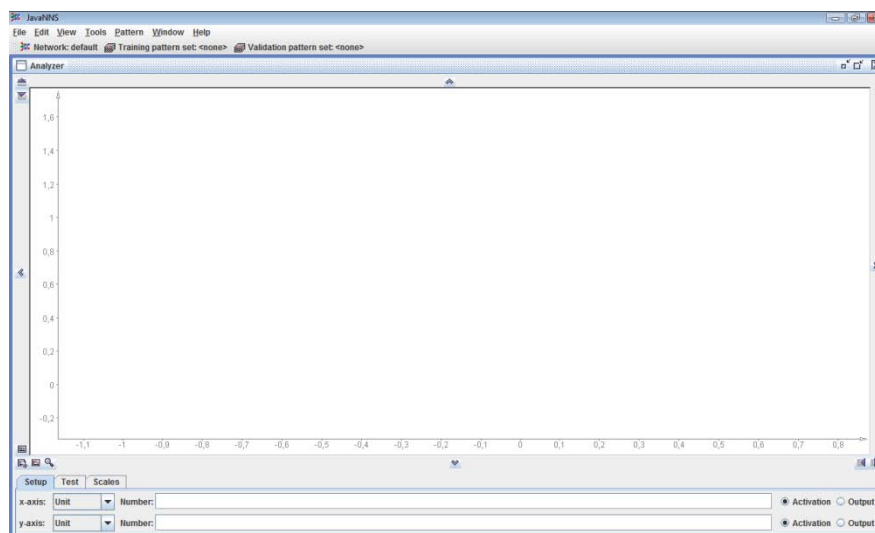 JavaNNS
File Edit View Tools Pattern Window Help
Network: default Training pattern set: <none> Validation pattern set: <none>
Analyzer
1,6
1,4
1,2
1
0,8
0,6
0,4
0,2
0
-0,2
-1,1 -1 -0,9 -0,8 -0,7 -0,6 -0,5 -0,4 -0,3 -0,2 -0,1 0 0,1 0,2 0,3 0,4 0,5 0,6 0,7 0,8
Setup Test Scales
x-axis: Unit Number: Activation Output
y-axis: Unit Number: Activation Output